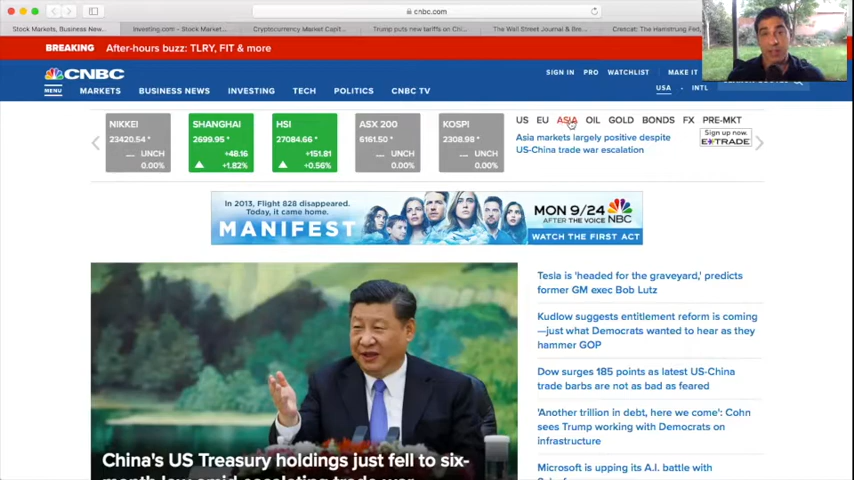 cnbc.com
Stock Markets, Business New...
Investing.com - Stock Market...
Cryptocurrency Market Capit...
Trump puts new tariffs on Chi...
The Wall Street Journal & Bre...
Crescat: The Hamstrung Fed,
BREAKING After-hours buzz: TLRY, FIT & more
CNBC
SIGN IN PRO WATCHLIST MAKE IT
USA INTL
MENU MARKETS BUSINESS NEWS INVESTING TECH POLITICS CNBC TV
US EU ASIA OIL GOLD BONDS FX PRE-MKT
NIKKEI
23420.54 *
--- UNCH
0.00%
SHANGHAI
2699.95 *
+48.16
+1.82%
HSI
27084.66 *
+151.81
+0.56%
ASX 200
6161.50 *
--- UNCH
0.00%
KOSPI
2308.98 *
--- UNCH
0.00%
Asia markets largely positive despite
US-China trade war escalation
Sign up now.
E*TRADE
In 2013, Flight 828 disappeared.
Today, it came home.
MANIFEST
MON 9/24
AFTER THE VOICE NBC
WATCH THE FIRST ACT
China's US Treasury holdings just fell to six-
month low amid escalating trade war
Tesla is 'headed for the graveyard,' predicts
former GM exec Bob Lutz
Kudlow suggests entitlement reform is coming
—just what Democrats wanted to hear as they
hammer GOP
Dow surges 185 points as latest US-China
trade barbs are not as bad as feared
'Another trillion in debt, here we come': Cohn
sees Trump working with Democrats on
infrastructure
Microsoft is upping its A.I. battle with